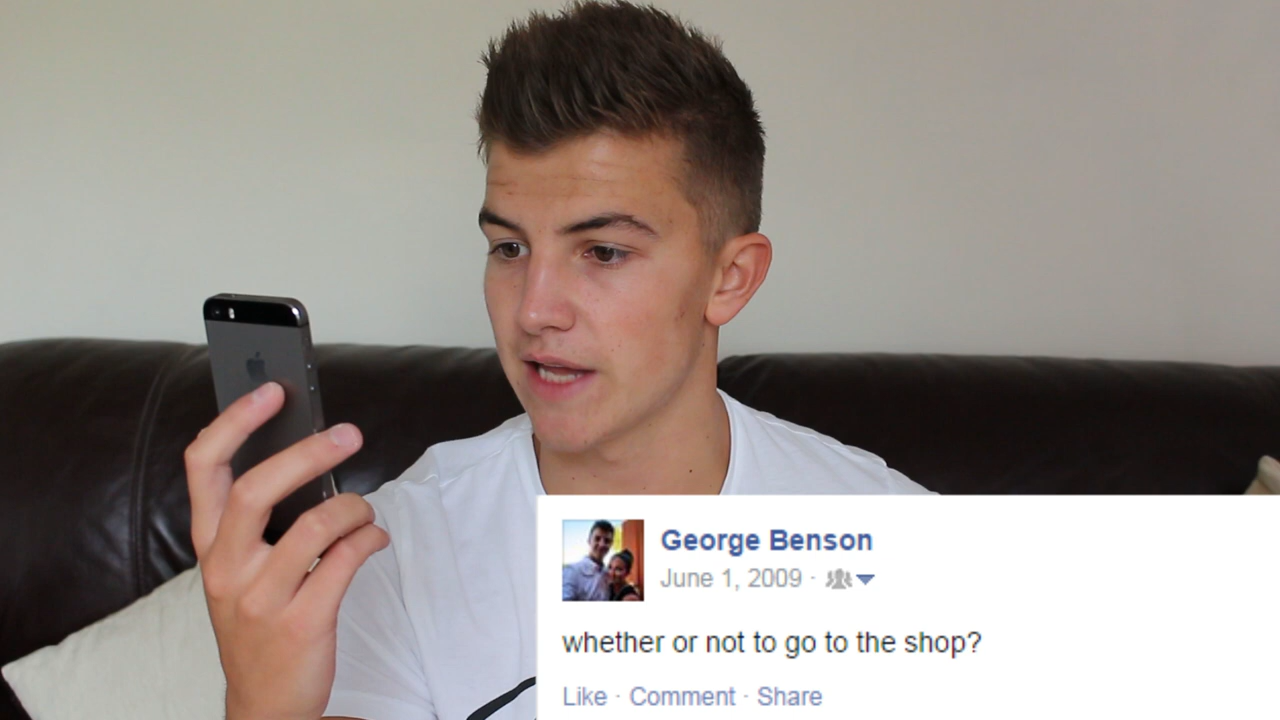 George Benson
June 1, 2009 ·
whether or not to go to the shop?
Like · Comment · Share